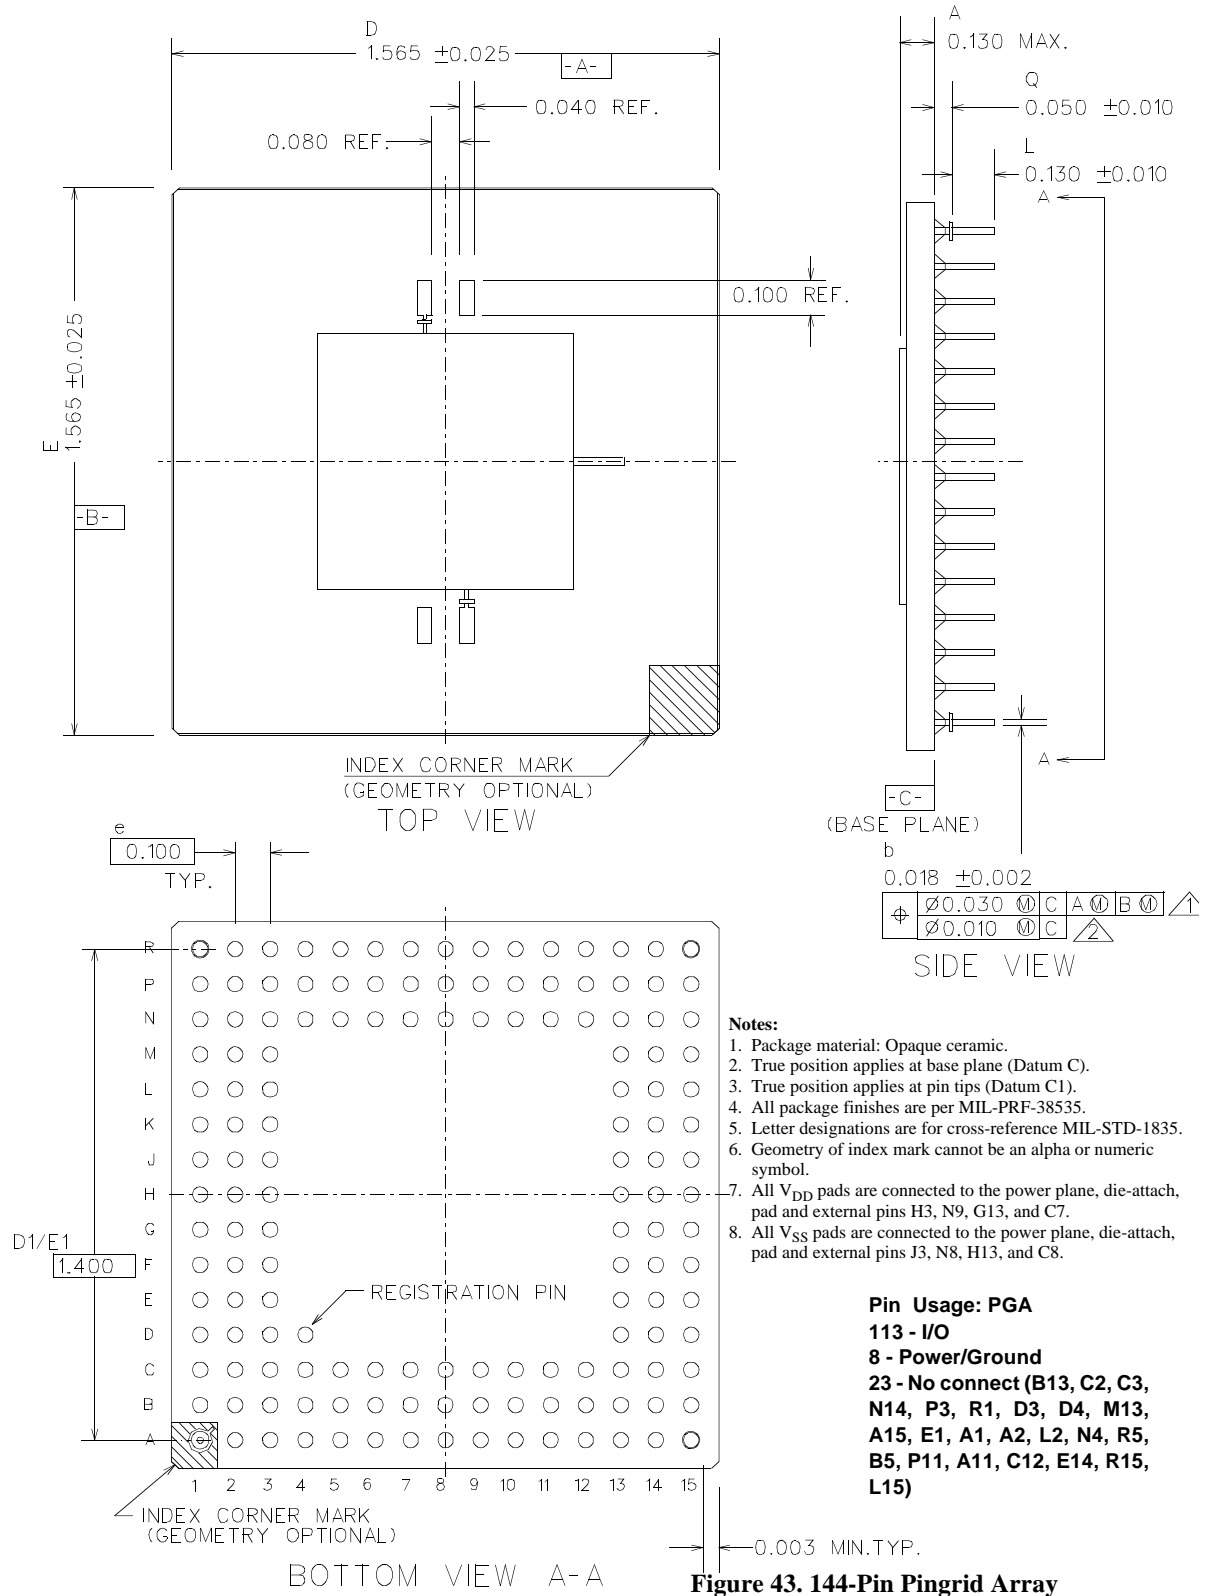 D
1.565 ±0.025
-A-
0.040 REF.
0.080 REF.
0.100 REF.
E
1.565 ±0.025
-B-
INDEX CORNER MARK
(GEOMETRY OPTIONAL)
TOP VIEW
A
0.130 MAX.
Q
0.050 ±0.010
L
0.130 ±0.010
A
A
-C-
(BASE PLANE)
b
0.018 ±0.002
⌖ Ø0.030 Ⓜ C A Ⓜ B Ⓜ 1
Ø0.010 Ⓜ C 2
SIDE VIEW
e
0.100
TYP.
R
P
N
M
L
K
J
H
G
F
E
D
C
B
A
D1/E1
1.400
REGISTRATION PIN
1 2 3 4 5 6 7 8 9 10 11 12 13 14 15
INDEX CORNER MARK
(GEOMETRY OPTIONAL)
0.003 MIN.TYP.
BOTTOM VIEW A-A
Notes:
1. Package material: Opaque ceramic.
2. True position applies at base plane (Datum C).
3. True position applies at pin tips (Datum C1).
4. All package finishes are per MIL-PRF-38535.
5. Letter designations are for cross-reference MIL-STD-1835.
6. Geometry of index mark cannot be an alpha or numeric
symbol.
7. All VDD pads are connected to the power plane, die-attach,
pad and external pins H3, N9, G13, and C7.
8. All VSS pads are connected to the power plane, die-attach,
pad and external pins J3, N8, H13, and C8.
Pin Usage: PGA
113 - I/O
8 - Power/Ground
23 - No connect (B13, C2, C3,
N14, P3, R1, D3, D4, M13,
A15, E1, A1, A2, L2, N4, R5,
B5, P11, A11, C12, E14, R15,
L15)
Figure 43. 144-Pin Pingrid Array